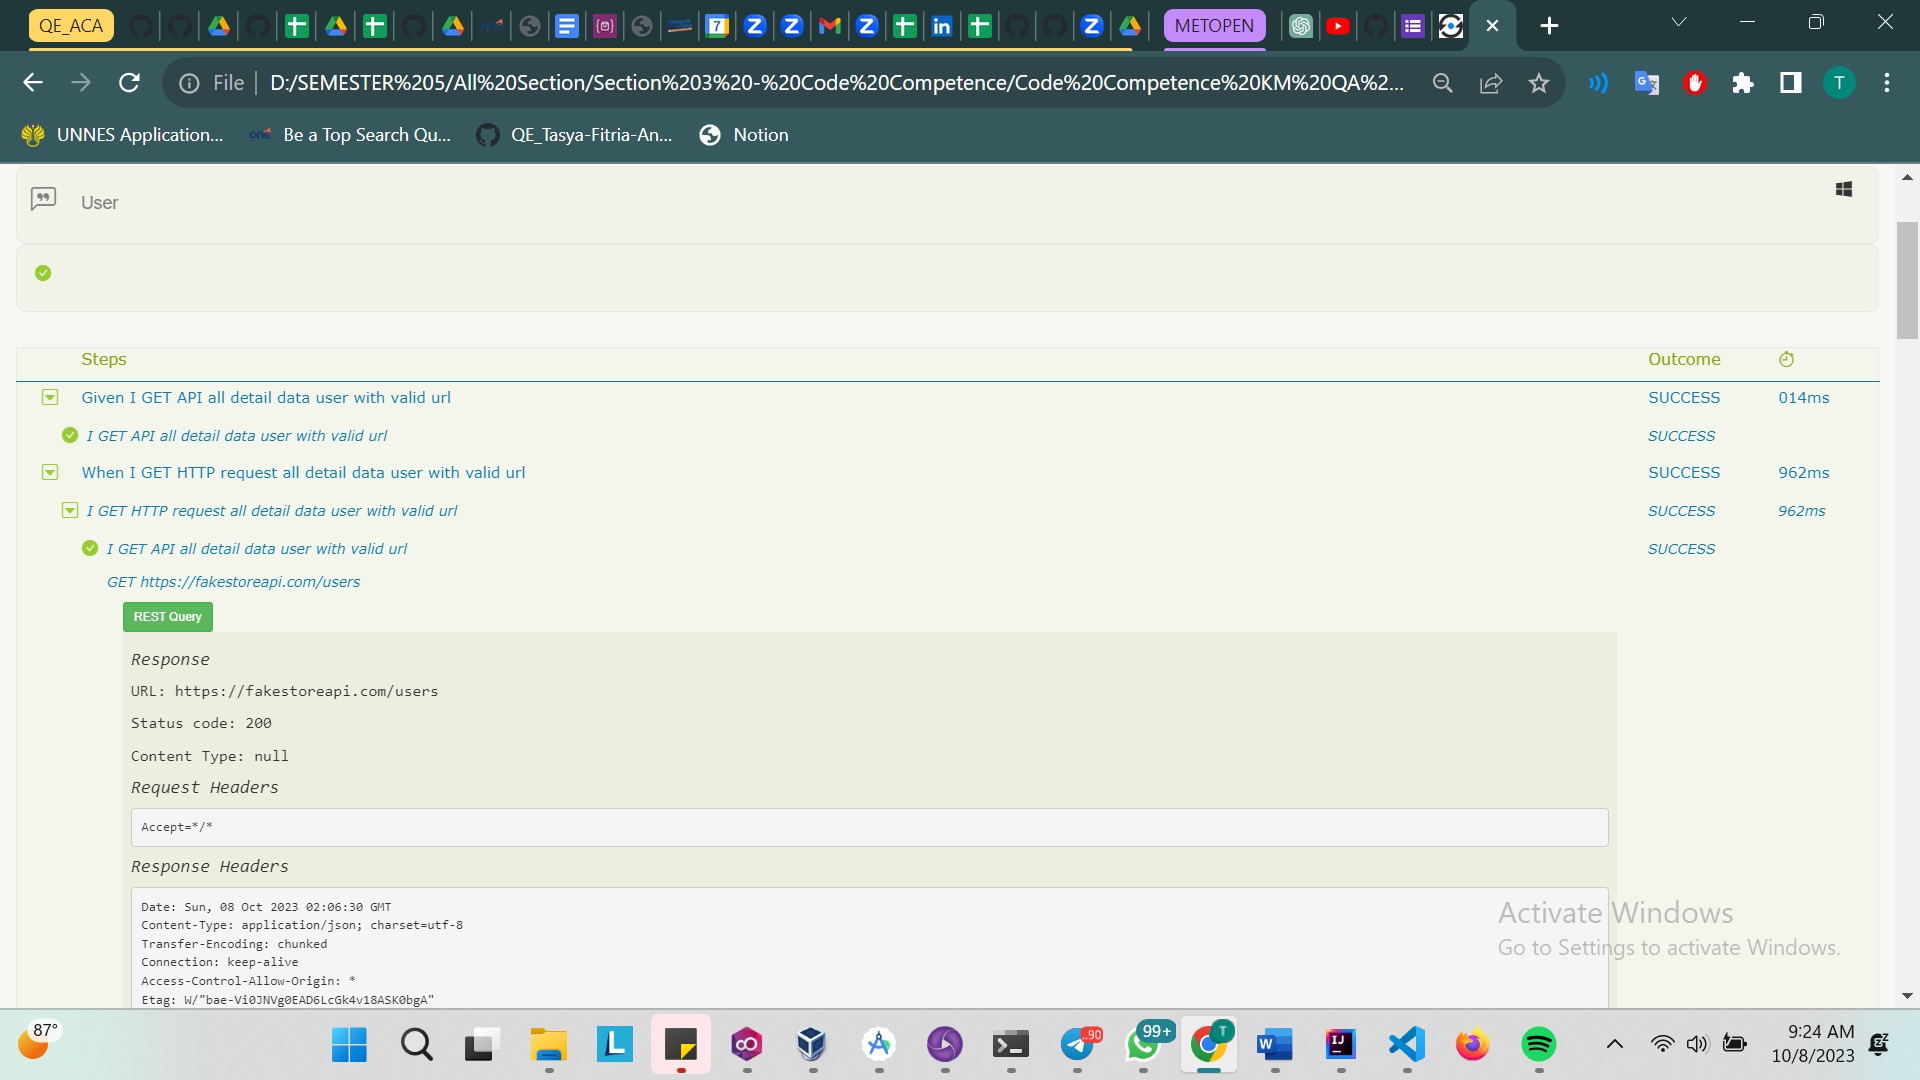 QE_ACA
METOPEN
File
D:/SEMESTER%205/All%20Section/Section%203%20-%20Code%20Competence/Code%20Competence%20KM%20QA%2...
T
UNNES Application...
Be a Top Search Qu...
QE_Tasya-Fitria-An...
Notion
User
Steps Outcome
Given I GET API all detail data user with valid url SUCCESS 014ms
I GET API all detail data user with valid url SUCCESS
When I GET HTTP request all detail data user with valid url SUCCESS 962ms
I GET HTTP request all detail data user with valid url SUCCESS 962ms
I GET API all detail data user with valid url SUCCESS
GET https://fakestoreapi.com/users
REST Query
Response
URL: https://fakestoreapi.com/users
Status code: 200
Content Type: null
Request Headers
Accept=*/*
Response Headers
Date: Sun, 08 Oct 2023 02:06:30 GMT
Content-Type: application/json; charset=utf-8
Transfer-Encoding: chunked
Connection: keep-alive
Access-Control-Allow-Origin: *
Etag: W/"bae-Vi0JNVg0EAD6LcGk4v18ASK0bgA"
Activate Windows
Go to Settings to activate Windows.
87°
90
99+
T
9:24 AM
10/8/2023